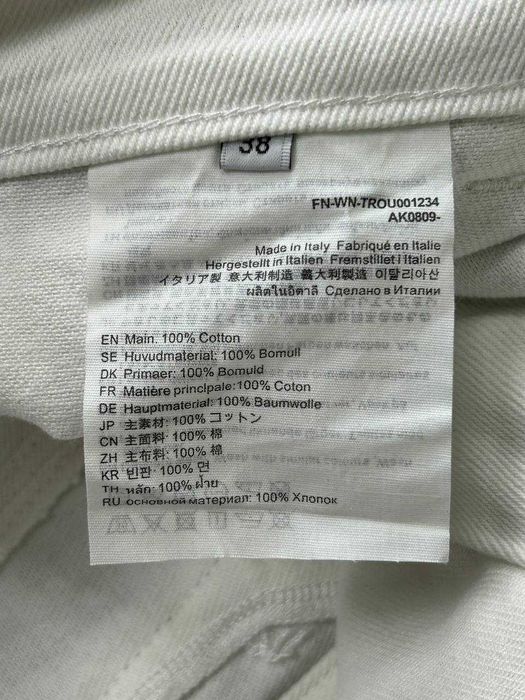 38
FN-WN-TROU001234
AK0809-
Made in Italy Fabriqué en Italie
Hergestellt in Italien Fremstillet i Italien
イタリア製 意大利制造 義大利製造 이탈리아산
ผลิตในอิตาลี Сделано в Италии
EN Main. 100% Cotton
SE Huvudmaterial: 100% Bomull
DK Primaer: 100% Bomuld
FR Matière principale: 100% Coton
DE Hauptmaterial: 100% Baumwolle
JP 主素材: 100% コットン
CN 主面料: 100% 棉
ZH 主布料: 100% 棉
KR 빈판: 100% 면
TH หลัก: 100% ฝ้าย
RU основной материал: 100% Хлопок